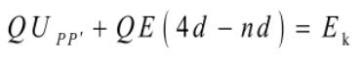 QU_{PP'} + QE(4d − nd) = E_k